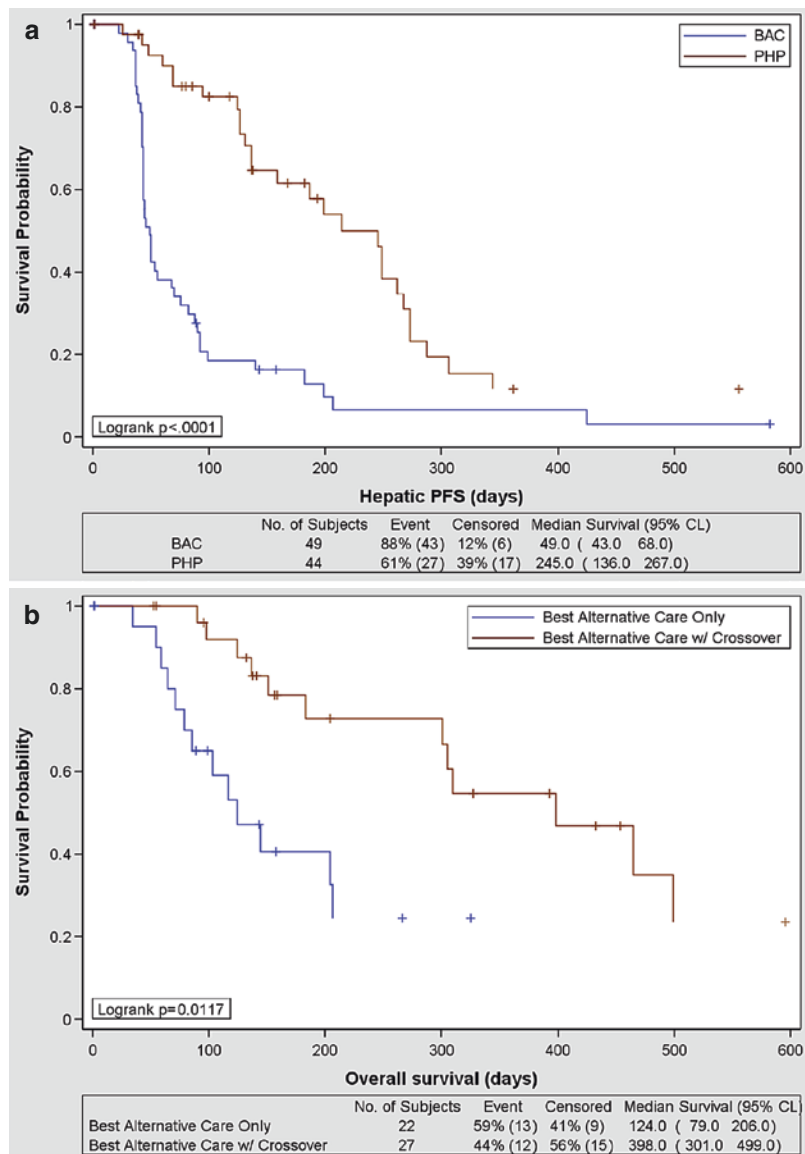 a
BAC
PHP
1
0.8
0.6
0.4
0.2
0
Survival Probability
Logrank p<.0001
0 100 200 300 400 500 600
Hepatic PFS (days)
No. of Subjects Event Censored Median Survival (95% CL)
BAC 49 88% (43) 12% (6) 49.0 ( 43.0 68.0)
PHP 44 61% (27) 39% (17) 245.0 ( 136.0 267.0)
b
Best Alternative Care Only
Best Alternative Care w/ Crossover
1
0.8
0.6
0.4
0.2
0
Survival Probability
Logrank p=0.0117
0 100 200 300 400 500 600
Overall survival (days)
No. of Subjects Event Censored Median Survival (95% CL)
Best Alternative Care Only 22 59% (13) 41% (9) 124.0 ( 79.0 206.0)
Best Alternative Care w/ Crossover 27 44% (12) 56% (15) 398.0 ( 301.0 499.0)